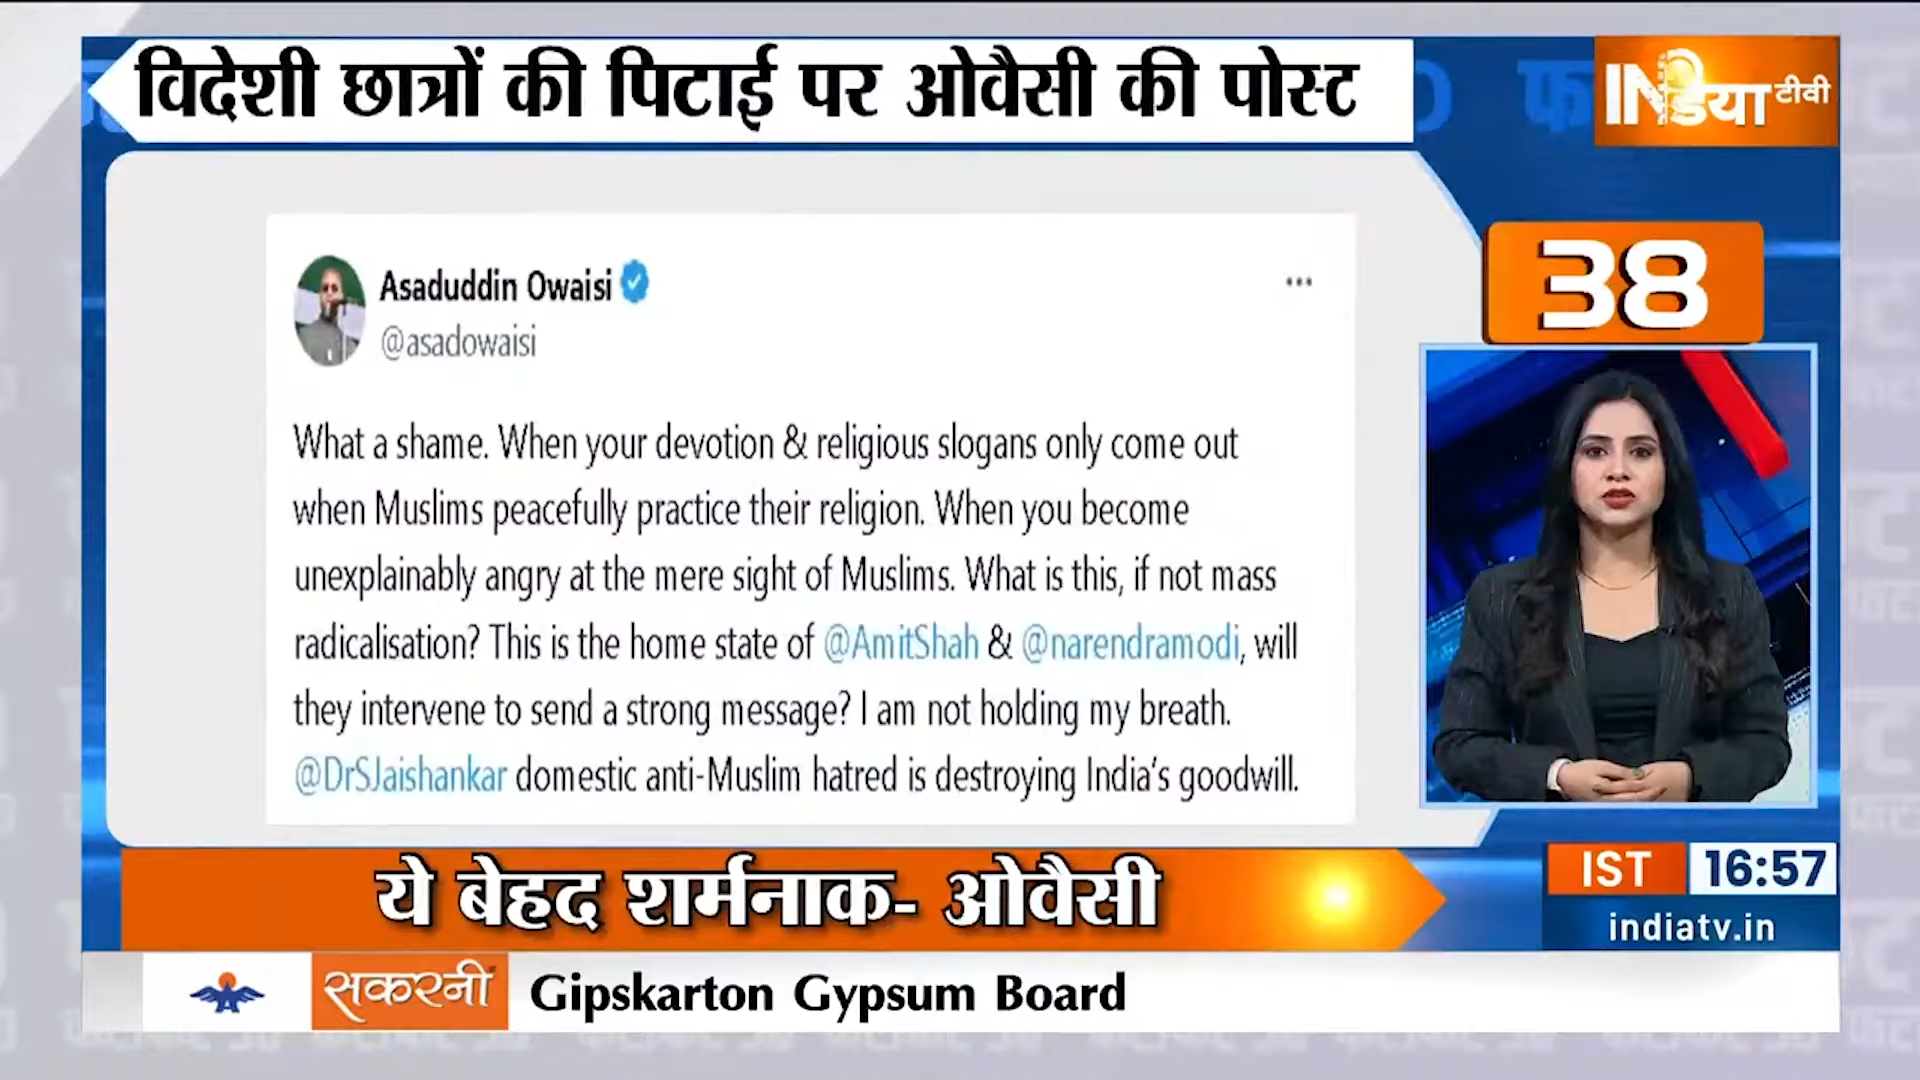 विदेशी छात्रों की पिटाई पर ओवैसी की पोस्ट
INडिया टीवी
38
Asaduddin Owaisi
@asadowaisi
What a shame. When your devotion & religious slogans only come out
when Muslims peacefully practice their religion. When you become
unexplainably angry at the mere sight of Muslims. What is this, if not mass
radicalisation? This is the home state of @AmitShah & @narendramodi, will
they intervene to send a strong message? I am not holding my breath.
@DrSJaishankar domestic anti-Muslim hatred is destroying India's goodwill.
ये बेहद शर्मनाक- ओवैसी
IST 16:57
indiatv.in
सकरनी Gipskarton Gypsum Board